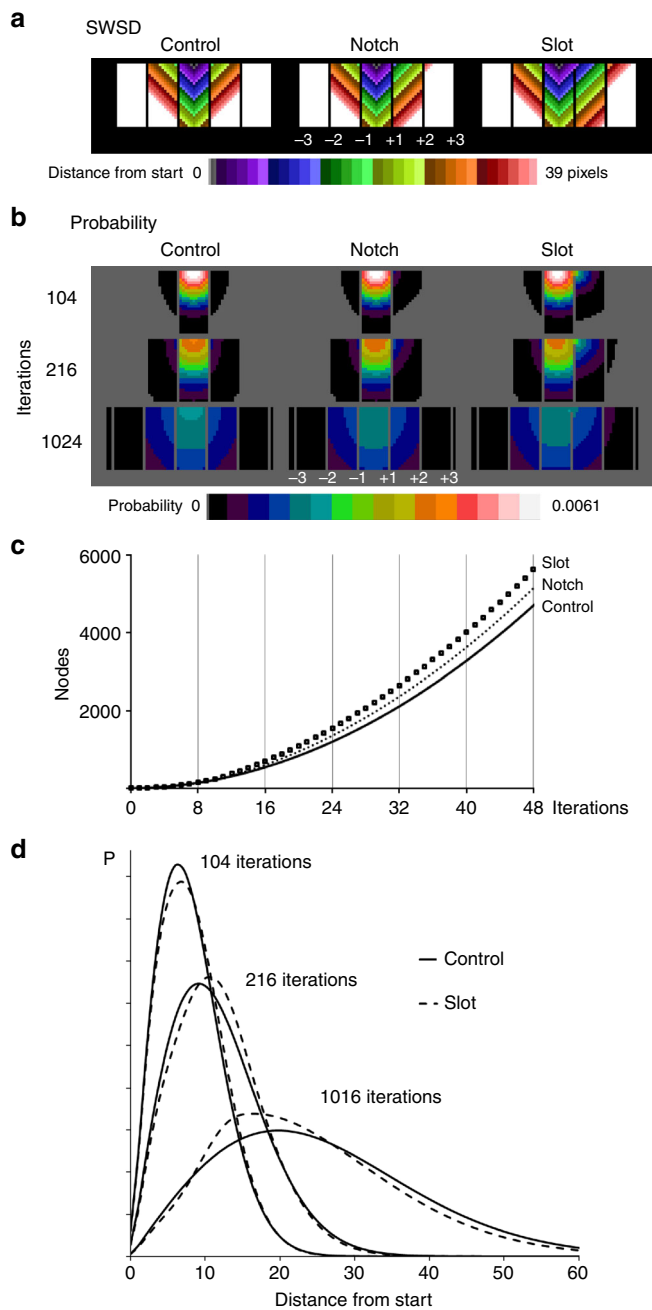 a
SWSD
Control Notch Slot
–3 –2 –1 +1 +2 +3
Distance from start 0 39 pixels
b
Probability
Control Notch Slot
Iterations
104
216
1024
–3 –2 –1 +1 +2 +3
Probability 0 0.0061
c
6000
4000
2000
Nodes
Slot
Notch
Control
0 8 16 24 32 40 48 Iterations
d
P
104 iterations
216 iterations
1016 iterations
Control
Slot
0 10 20 30 40 50 60
Distance from start